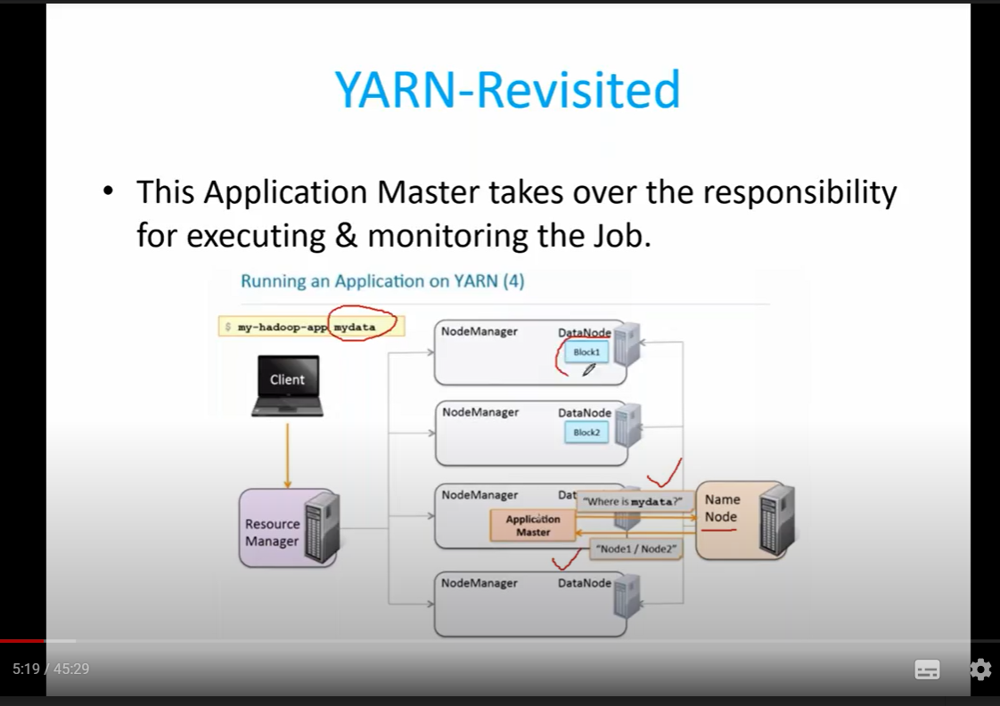 YARN-Revisited
• This Application Master takes over the responsibility
for executing & monitoring the Job.
Running an Application on YARN (4)
$ my-hadoop-app mydata
Client
Resource
Manager
NodeManager DataNode
Block1
NodeManager DataNode
Block2
NodeManager Dat
Application
Master
"Where is mydata?"
"Node1 / Node2"
Name
Node
NodeManager DataNode
5:19 / 45:29